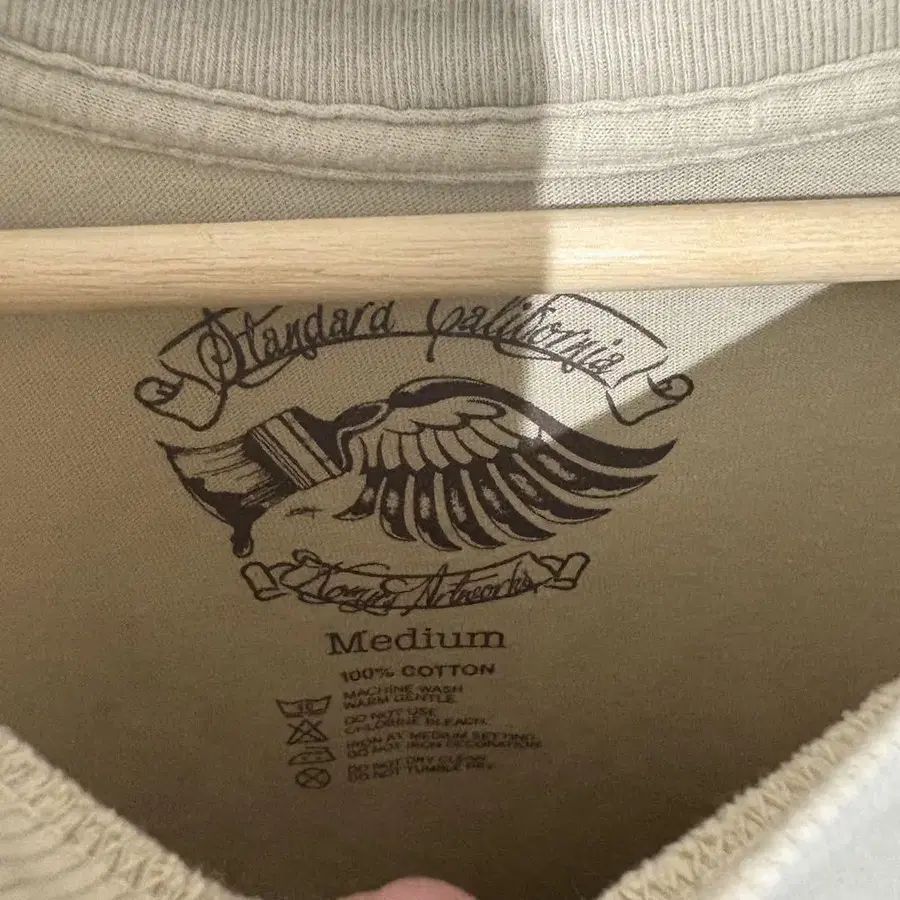 Standard California
Artworks
Medium
100% COTTON
MACHINE WASH
WARM GENTLE
DO NOT USE
CHLORINE BLEACH.
IRON AT MEDIUM SETTING
DO NOT IRON DECORATION
DO NOT DRY CLEAN
DO NOT TUMBLE DRY